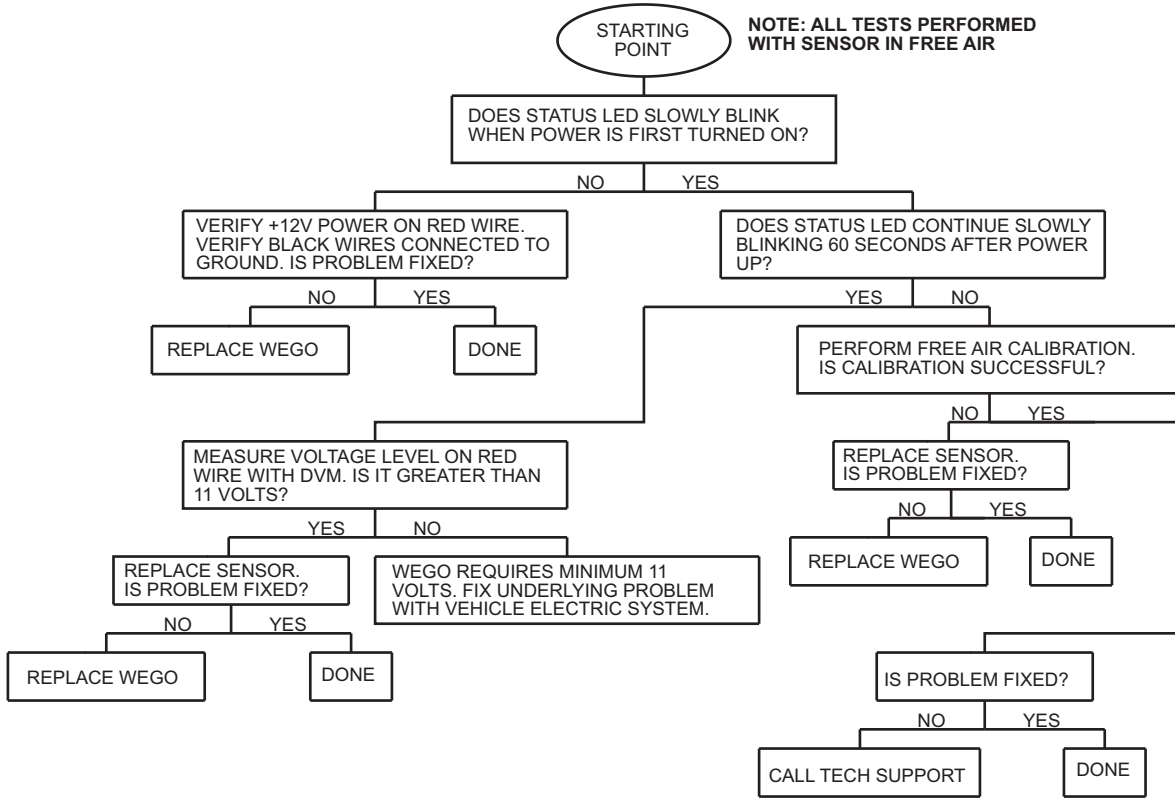 STARTING
POINT
NOTE: ALL TESTS PERFORMED
WITH SENSOR IN FREE AIR
DOES STATUS LED SLOWLY BLINK
WHEN POWER IS FIRST TURNED ON?
NO
YES
VERIFY +12V POWER ON RED WIRE.
VERIFY BLACK WIRES CONNECTED TO
GROUND. IS PROBLEM FIXED?
DOES STATUS LED CONTINUE SLOWLY
BLINKING 60 SECONDS AFTER POWER
UP?
NO
YES
YES
NO
REPLACE WEGO
DONE
PERFORM FREE AIR CALIBRATION.
IS CALIBRATION SUCCESSFUL?
NO
YES
MEASURE VOLTAGE LEVEL ON RED
WIRE WITH DVM. IS IT GREATER THAN
11 VOLTS?
REPLACE SENSOR.
IS PROBLEM FIXED?
YES
NO
NO
YES
REPLACE SENSOR.
IS PROBLEM FIXED?
WEGO REQUIRES MINIMUM 11
VOLTS. FIX UNDERLYING PROBLEM
WITH VEHICLE ELECTRIC SYSTEM.
REPLACE WEGO
DONE
NO
YES
REPLACE WEGO
DONE
IS PROBLEM FIXED?
NO
YES
CALL TECH SUPPORT
DONE